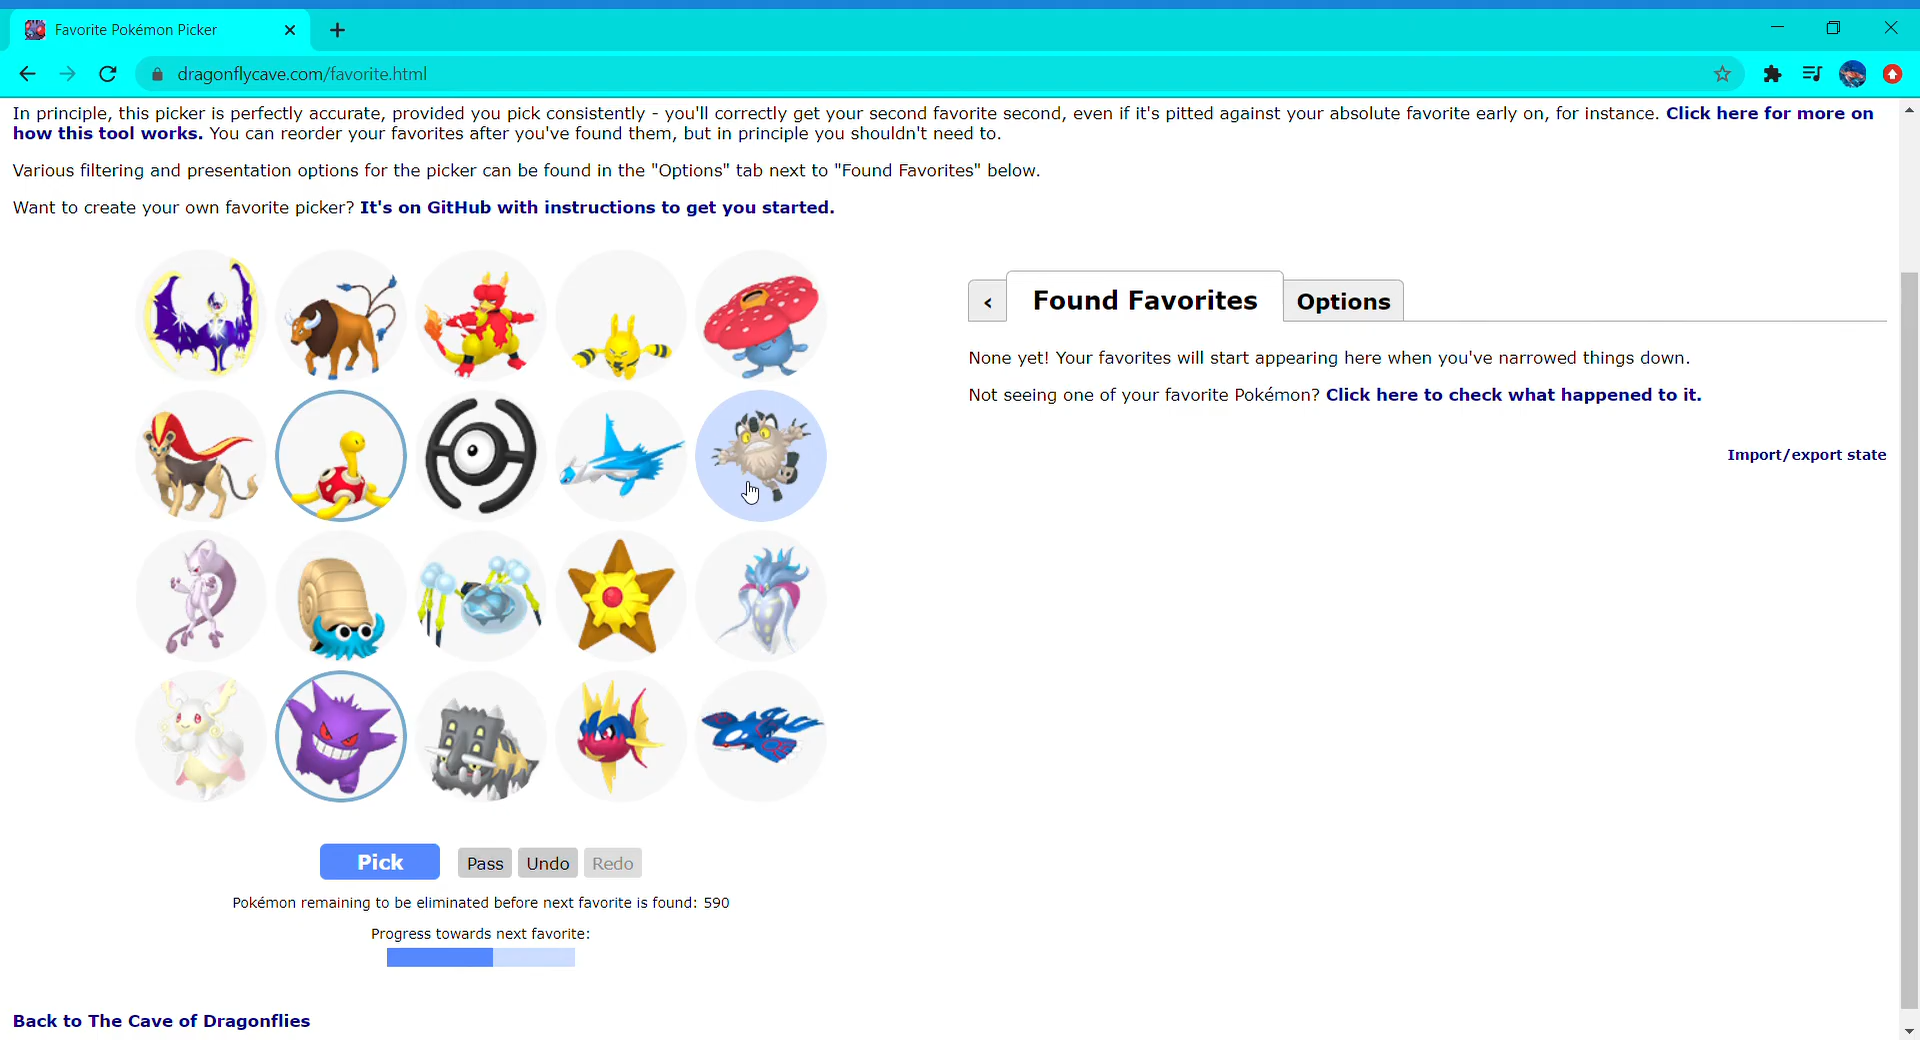 Favorite Pokémon Picker
dragonflycave.com/favorite.html
In principle, this picker is perfectly accurate, provided you pick consistently - you'll correctly get your second favorite second, even if it's pitted against your absolute favorite early on, for instance. Click here for more on
how this tool works. You can reorder your favorites after you've found them, but in principle you shouldn't need to.
Various filtering and presentation options for the picker can be found in the "Options" tab next to "Found Favorites" below.
Want to create your own favorite picker? It's on GitHub with instructions to get you started.
‹ Found Favorites Options
None yet! Your favorites will start appearing here when you've narrowed things down.
Not seeing one of your favorite Pokémon? Click here to check what happened to it.
Import/export state
Pick Pass Undo Redo
Pokémon remaining to be eliminated before next favorite is found: 590
Progress towards next favorite:
Back to The Cave of Dragonflies